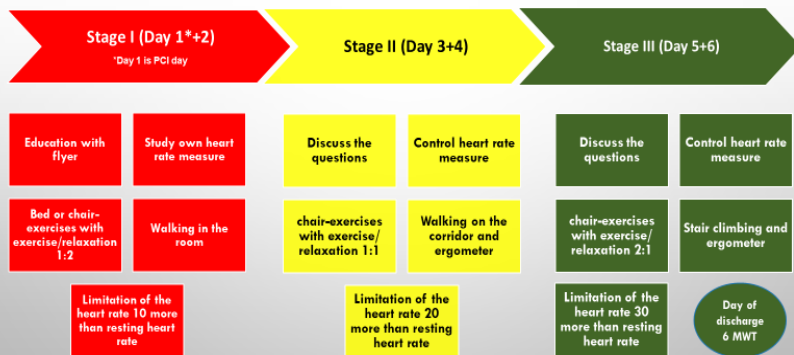 Stage I (Day 1*+2)
*Day 1 is PCI day
Stage II (Day 3+4)
Stage III (Day 5+6)
Education with
flyer
Study own heart
rate measure
Discuss the
questions
Control heart rate
measure
Discuss the
questions
Control heart rate
measure
Bed or chair-
exercises with
exercise/relaxation
1:2
Walking in the
room
chair-exercises
with exercise/
relaxation 1:1
Walking on the
corridor and
ergometer
chair-exercises
with exercise/
relaxation 2:1
Stair climbing and
ergometer
Limitation of the
heart rate 10 more
than resting heart
rate
Limitation of the
heart rate 20
more than resting
heart rate
Limitation of the
heart rate 30
more than resting
heart rate
Day of
discharge
6 MWT